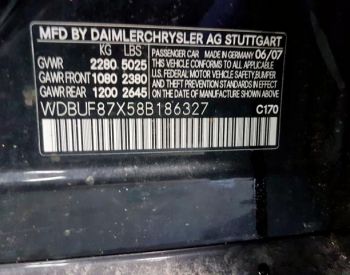 MFD BY DAIMLERCHRYSLER AG STUTTGART
KG LBS PASSENGER CAR MADE IN GERMANY 06/07
GVWR 2280 5025 THIS VEHICLE CONFORMS TO ALL APPLICABLE
GAWR FRONT 1080 2380 U.S. FEDERAL MOTOR VEHICLE SAFETY, BUMPER
GAWR REAR 1200 2645 AND THEFT PREVENTION STANDARDS IN EFFECT
ON THE DATE OF MANUFACTURE SHOWN ABOVE
WDBUF87X58B186327 C170